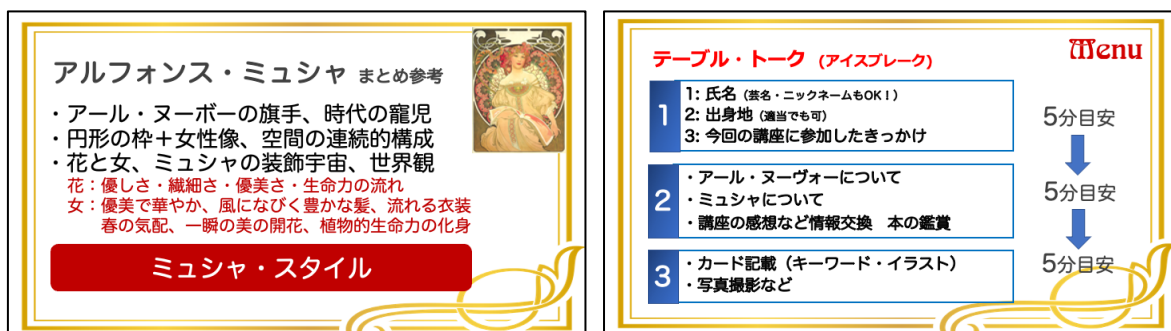 アルフォンス・ミュシャ まとめ参考
・アール・ヌーボーの旗手、時代の寵児
・円形の枠＋女性像、空間の連続的構成
・花と女、ミュシャの装飾宇宙、世界観
花：優しさ・繊細さ・優美さ・生命力の流れ
女：優美で華やか、風になびく豊かな髪、流れる衣装
春の気配、一瞬の美の開花、植物的生命力の化身
ミュシャ・スタイル
Menu
テーブル・トーク (アイスブレーク)
1
1: 氏名（芸名・ニックネームもOK！）
2: 出身地（適当でも可）
3: 今回の講座に参加したきっかけ
5分目安
2
・アール・ヌーヴォーについて
・ミュシャについて
・講座の感想など情報交換　本の鑑賞
5分目安
3
・カード記載（キーワード・イラスト）
・写真撮影など
5分目安